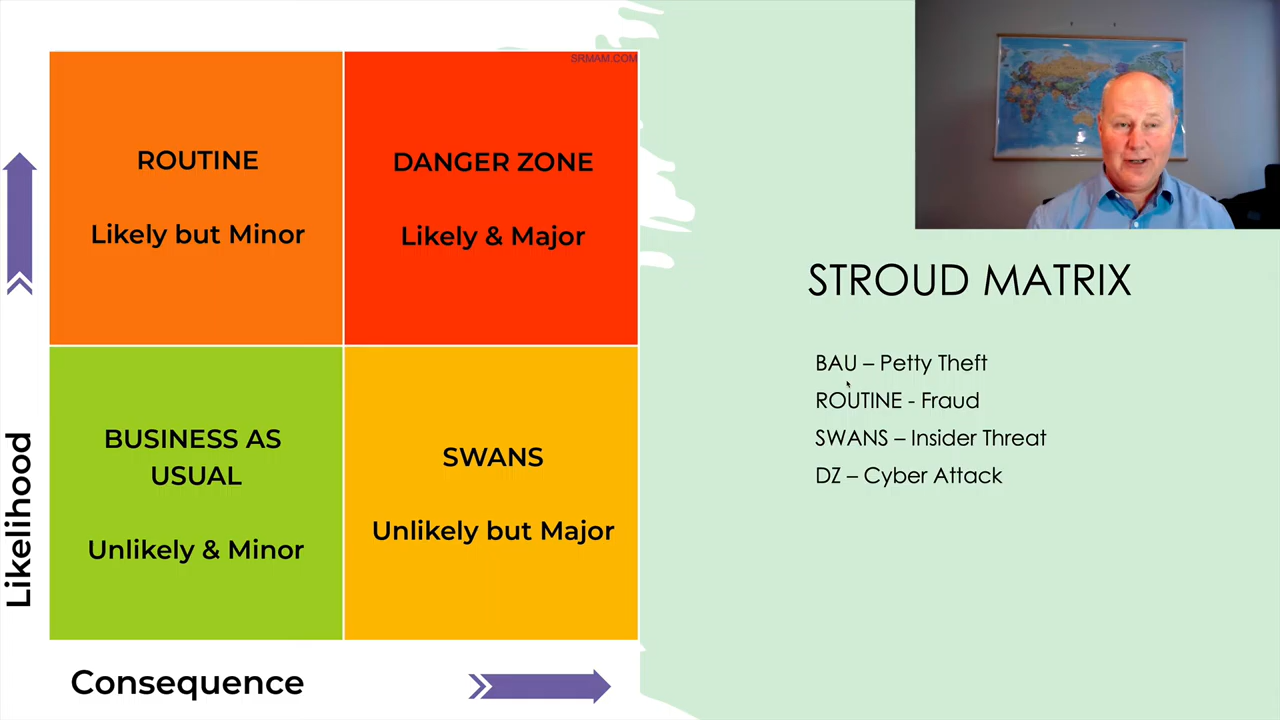 SRMAM.COM
ROUTINE
Likely but Minor
DANGER ZONE
Likely & Major
BUSINESS AS
USUAL
Unlikely & Minor
SWANS
Unlikely but Major
Likelihood
Consequence
STROUD MATRIX
BAU – Petty Theft
ROUTINE - Fraud
SWANS – Insider Threat
DZ – Cyber Attack